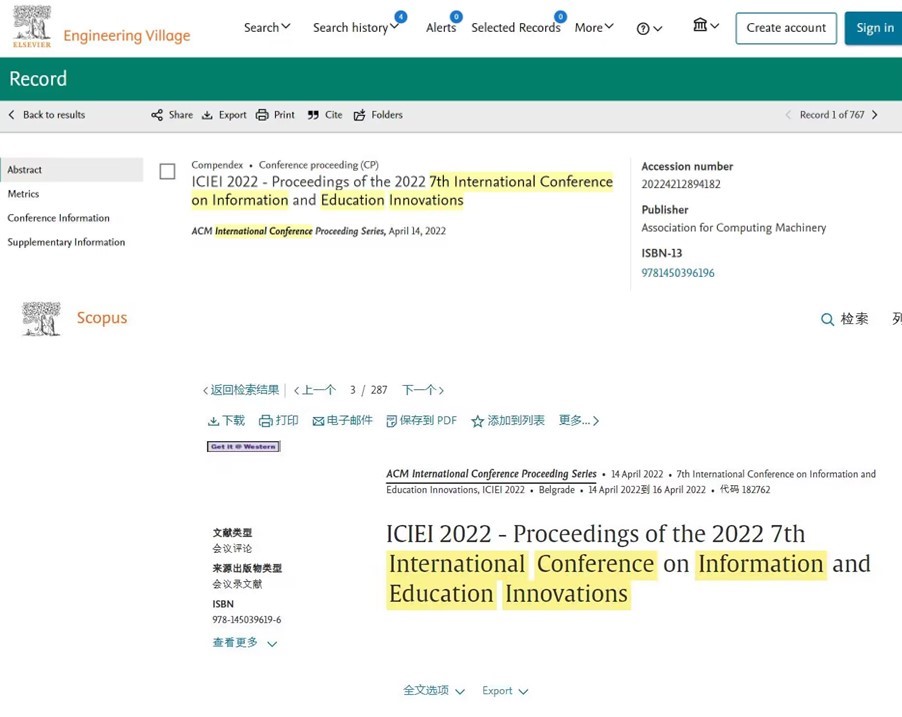 ELSEVIER
Engineering Village
Search
Search history
4
Alerts
0
Selected Records
0
More
Create account
Sign in
Record
Back to results
Share
Export
Print
Cite
Folders
Record 1 of 767
Abstract
Metrics
Conference Information
Supplementary Information
Compendex • Conference proceeding (CP)
ICIEI 2022 - Proceedings of the 2022 7th International Conference
on Information and Education Innovations
ACM International Conference Proceeding Series, April 14, 2022
Accession number
20224212894182
Publisher
Association for Computing Machinery
ISBN-13
9781450396196
Scopus
检索
列
返回检索结果 | 上一个 3 / 287 下一个
下载
打印
电子邮件
保存到 PDF
添加到列表
更多...
Get it @ Western
ACM International Conference Proceeding Series • 14 April 2022 • 7th International Conference on Information and
Education Innovations, ICIEI 2022 • Belgrade • 14 April 2022到 16 April 2022 • 代码 182762
文献类型
会议评论
来源出版物类型
会议录文献
ISBN
978-145039619-6
查看更多
ICIEI 2022 - Proceedings of the 2022 7th
International Conference on Information and
Education Innovations
全文选项
Export